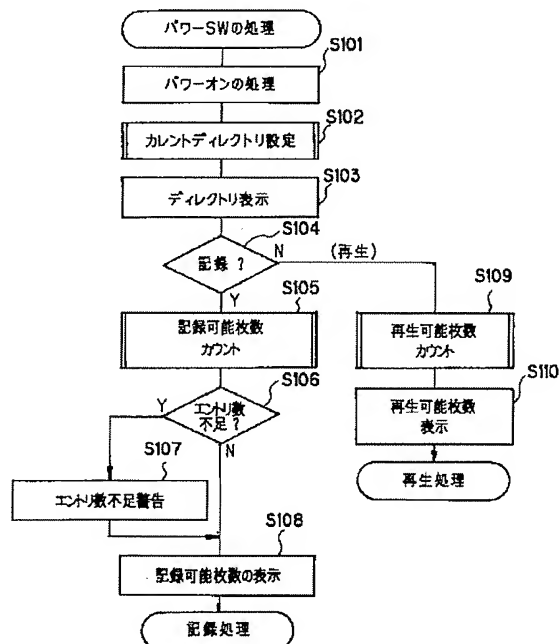 パワーSWの処理
S101
パワーオンの処理
S102
カレントディレクトリ設定
S103
ディレクトリ表示
S104
記録?
N
(再生)
Y
S105
記録可能枚数
カウント
S109
再生可能枚数
カウント
S106
エントリ数
不足?
Y
N
S110
再生可能枚数
表示
S107
エントリ数不足警告
再生処理
S108
記録可能枚数の表示
記録処理